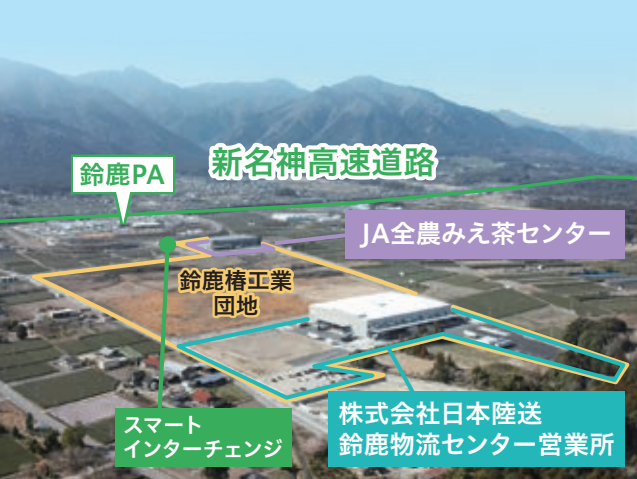 新名神高速道路
鈴鹿PA
JA全農みえ茶センター
鈴鹿椿工業
団地
スマート
インターチェンジ
株式会社日本陸送
鈴鹿物流センター営業所